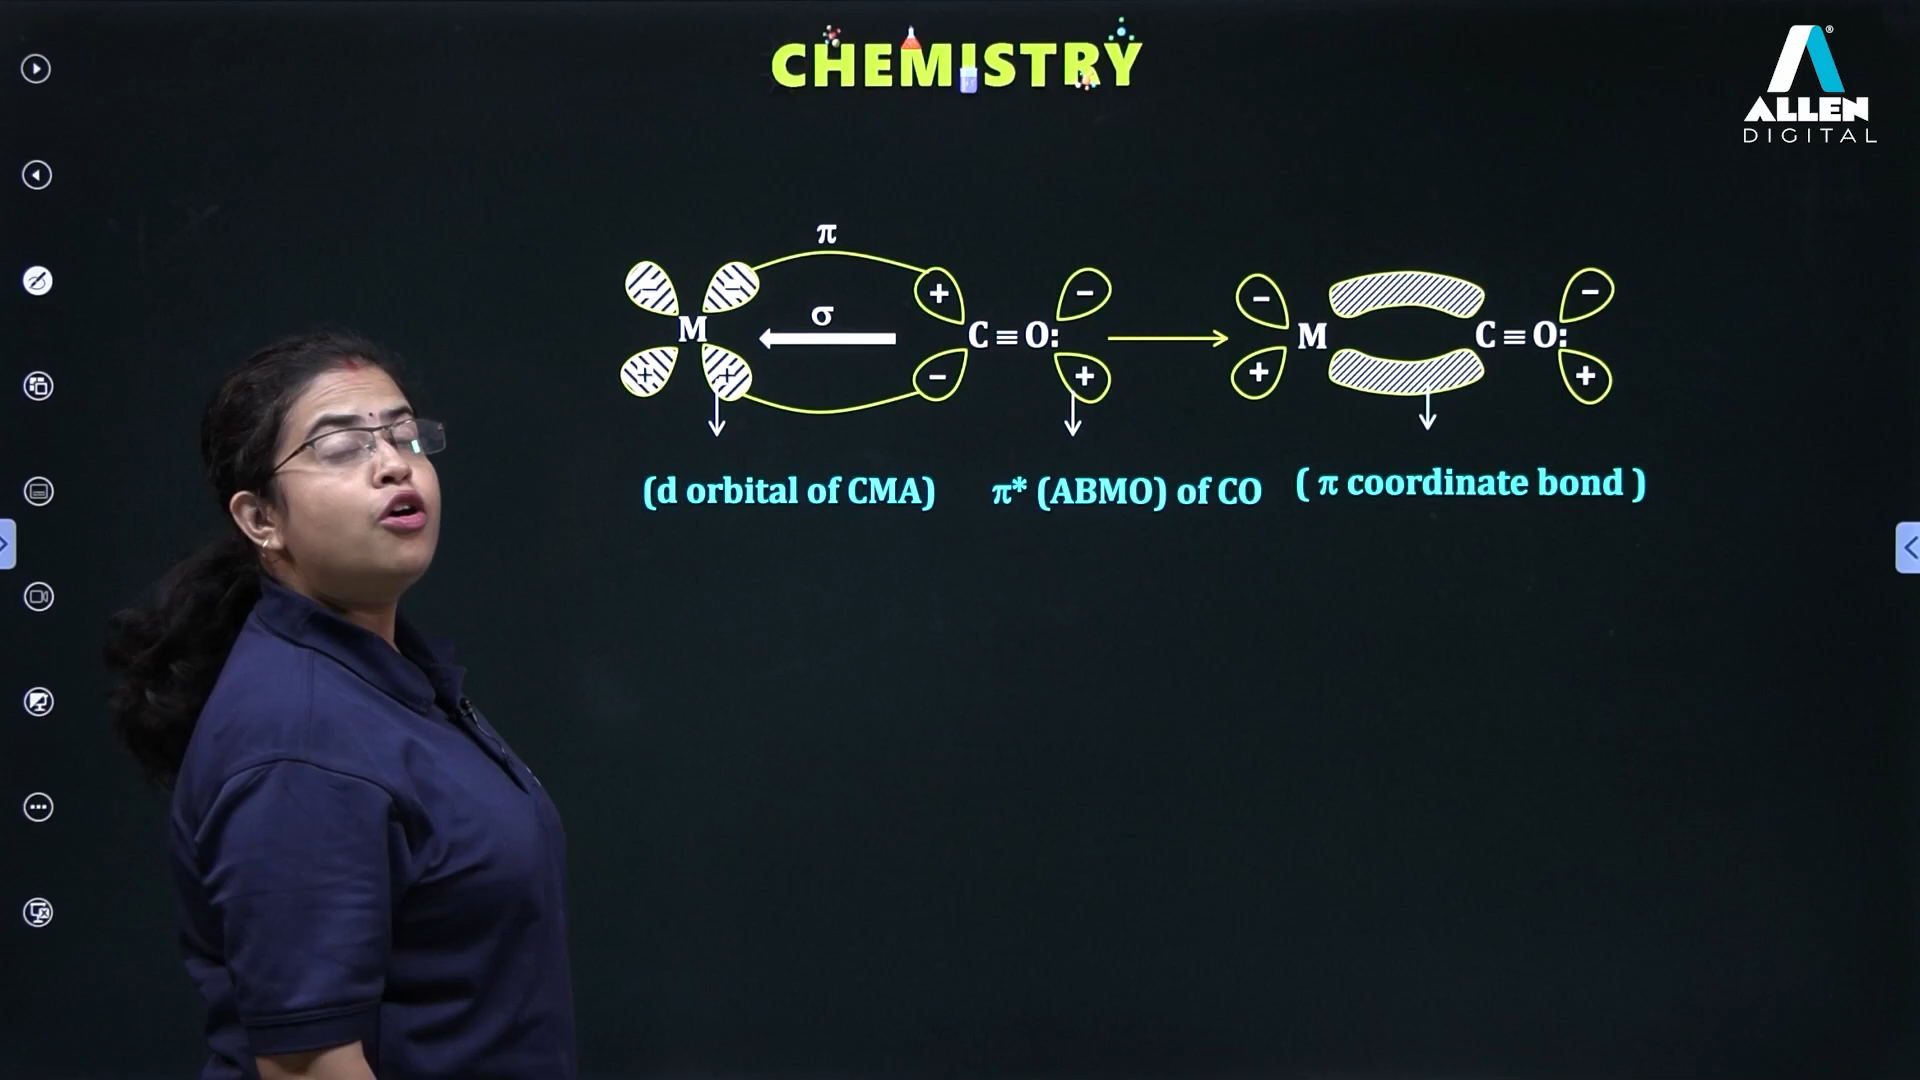 CHEMISTRY
ALLEN
DIGITAL
π
σ
M
+
−
C ≡ O:
−
+
−
+
M
C ≡ O:
−
+
(d orbital of CMA)
π* (ABMO) of CO
( π coordinate bond )